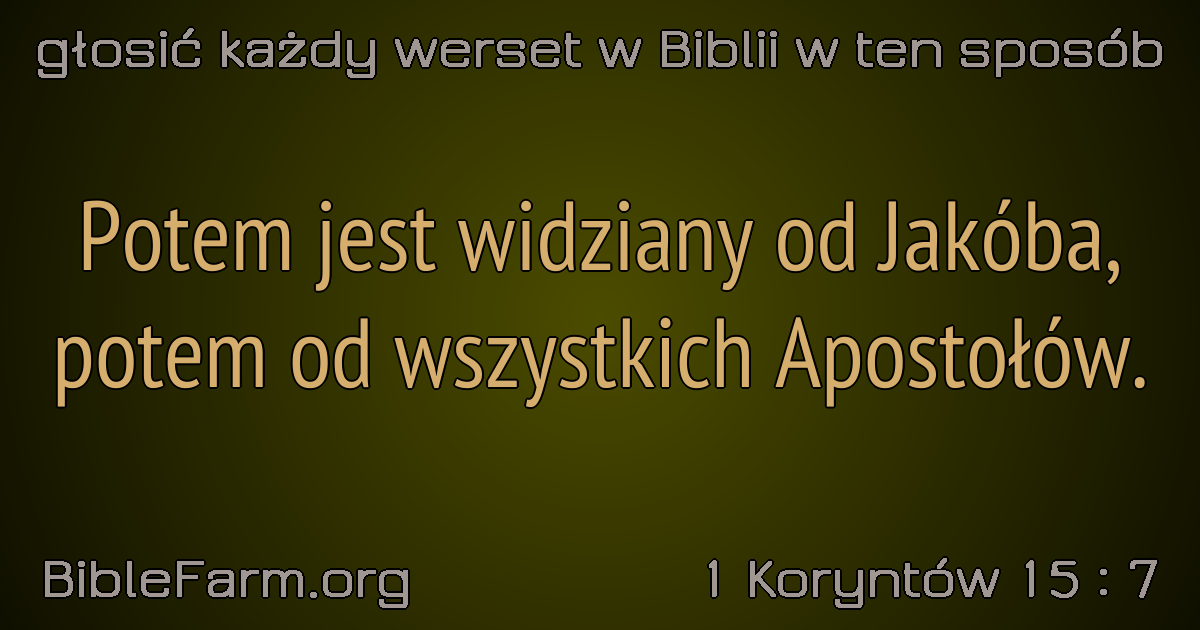 głosić każdy werset w Biblii w ten sposób
Potem jest widziany od Jakóba,
potem od wszystkich Apostołów.
BibleFarm.org
1 Koryntów 15 : 7